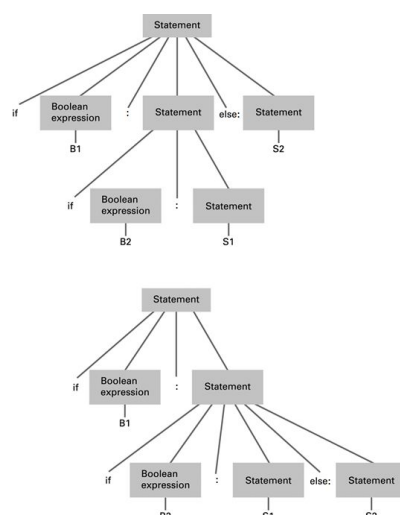 Statement
if Boolean expression : Statement else: Statement
B1 S2
if Boolean expression : Statement
B2 S1
Statement
if Boolean expression : Statement
B1
if Boolean expression : Statement else: Statement